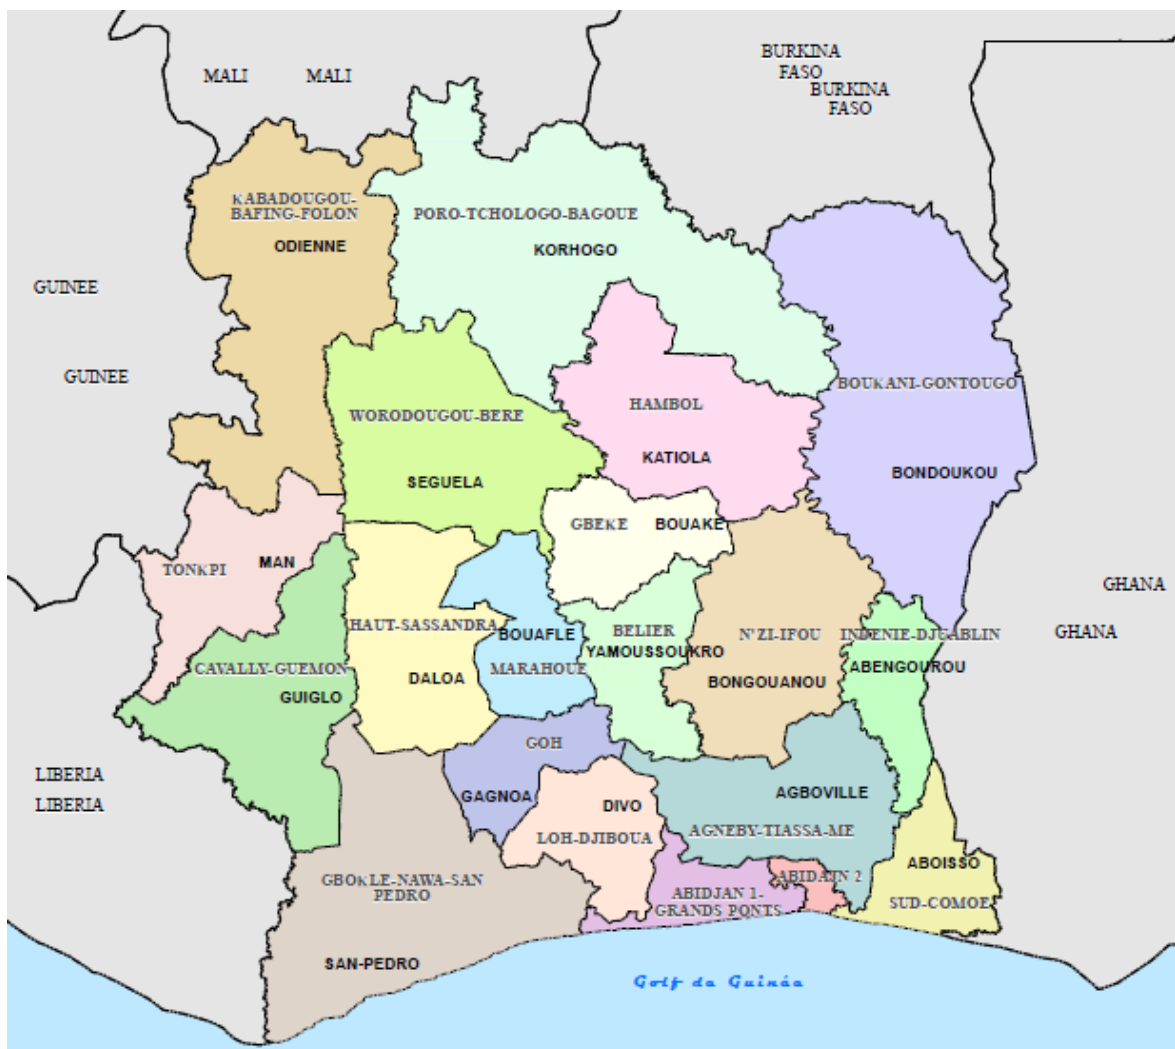 BURKINA
FASO
MALI
MALI
BURKINA
FASO
KABADOUGOU-
BAFING-FOLON
PORO-TCHOLOGO-BAGOUE
ODIENNE
KORHOGO
GUINEE
GUINEE
BOUKANI-GONTOUGO
HAMBOL
WORODOUGOU-BERE
KATIOLA
BONDOUKOU
SEGUELA
GBEKE
BOUAKE
MAN
TONKPI
GHANA
GHANA
HAUT-SASSANDRA
BOUAFLE
BELIER
N'ZI-IFOU
INDENIE-DJUABLIN
YAMOUSSOUKRO
CAVALLY-GUEMON
MARAHOUE
ABENGOUROU
DALOA
BONGOUANOU
GUIGLO
GOH
LIBERIA
LIBERIA
GAGNOA
DIVO
AGBOVILLE
LOH-DJIBOUA
AGNEBY-TIASSA-ME
ABOISSO
GBOKLE-NAWA-SAN
PEDRO
ABIDAJN 2
ABIDJAN 1-
GRANDS PONTS
SUD-COMOE
SAN-PEDRO
Golf de Guinée